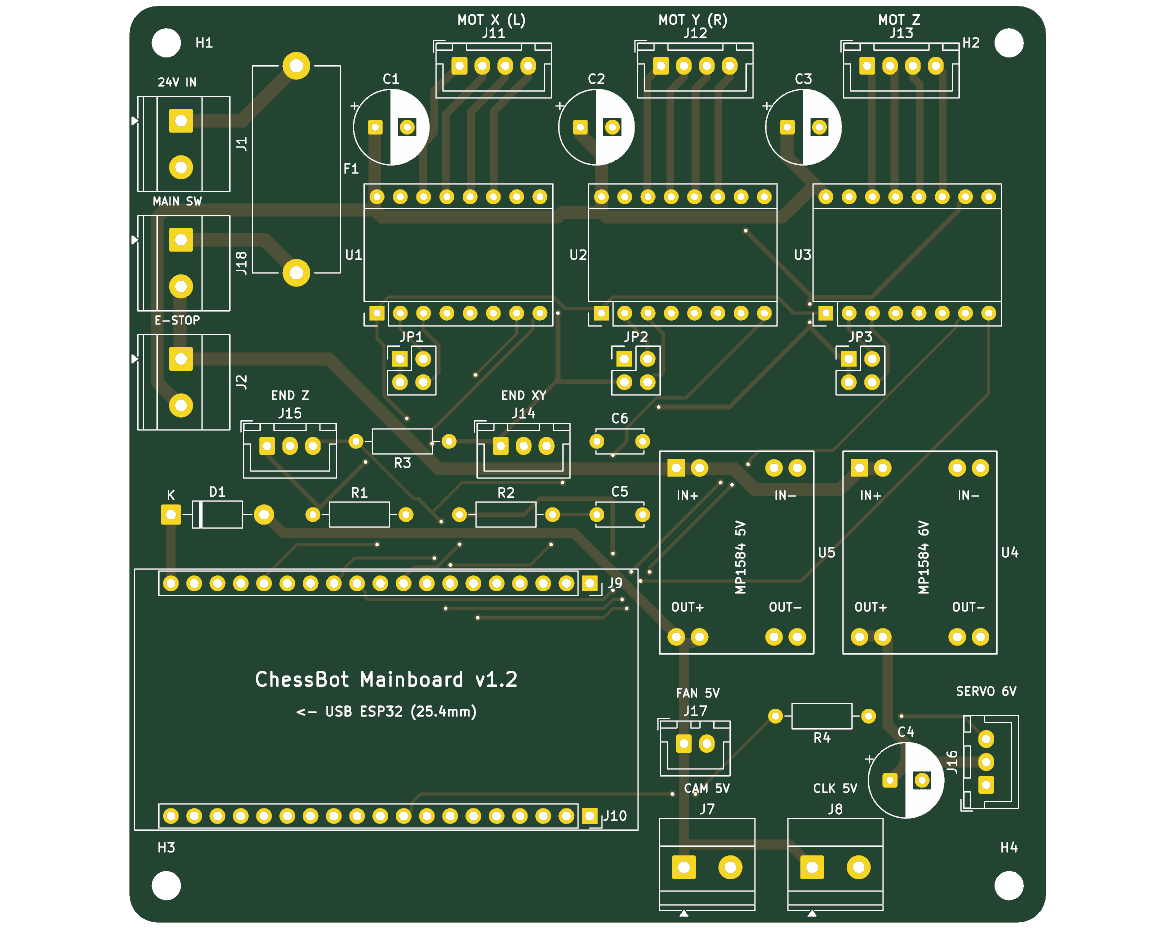 MOT X (L)
J11
MOT Y (R)
J12
MOT Z
J13
H1
H2
24V IN
C1
+
C2
+
C3
+
J1
F1
MAIN SW
J18
U1
U2
U3
E-STOP
JP1
JP2
JP3
J2
END Z
J15
END XY
J14
C6
R3
K
D1
R1
R2
C5
IN+
IN-
IN+
IN-
MP1584 5V
U5
MP1584 6V
U4
J9
OUT+
OUT-
OUT+
OUT-
ChessBot Mainboard v1.2
<- USB ESP32 (25.4mm)
FAN 5V
J17
SERVO 6V
R4
C4
+
J16
CAM 5V
J7
CLK 5V
J8
J10
H3
H4